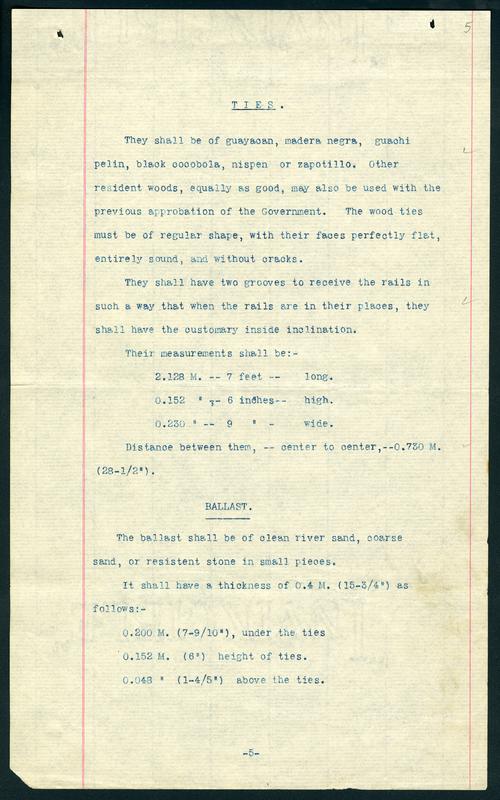 5
TIES.
They shall be of guayacan, madera negra, guachi
pelin, black cocobola, nispen or zapotillo. Other
resident woods, equally as good, may also be used with the
previous approbation of the Government. The wood ties
must be of regular shape, with their faces perfectly flat,
entirely sound, and without cracks.
They shall have two grooves to receive the rails in
such a way that when the rails are in their places, they
shall have the customary inside inclination.
Their measurements shall be:-
2.128 M. -- 7 feet -- long.
0.152 " -- 6 inches-- high.
0.230 " -- 9 " - wide.
Distance between them, -- center to center,--0.730 M.
(28-1/2").
BALLAST.
The ballast shall be of clean river sand, coarse
sand, or resistent stone in small pieces.
It shall have a thickness of 0.4 M. (15-3/4") as
follows:-
0.200 M. (7-9/10"), under the ties
0.152 M. (6") height of ties.
0.048 " (1-4/5") above the ties.
-5-